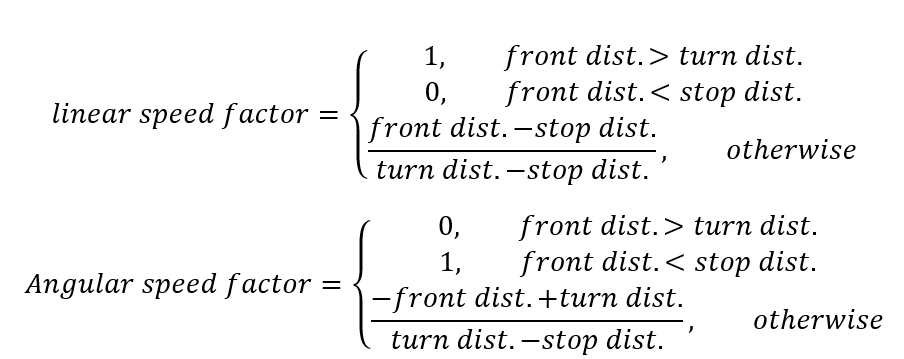 1, front dist.> turn dist.
0, front dist.< stop dist.
linear speed factor =
front dist.−stop dist.
turn dist.−stop dist. , otherwise
0, front dist.> turn dist.
1, front dist.< stop dist.
Angular speed factor =
−front dist.+turn dist.
turn dist.−stop dist. , otherwise